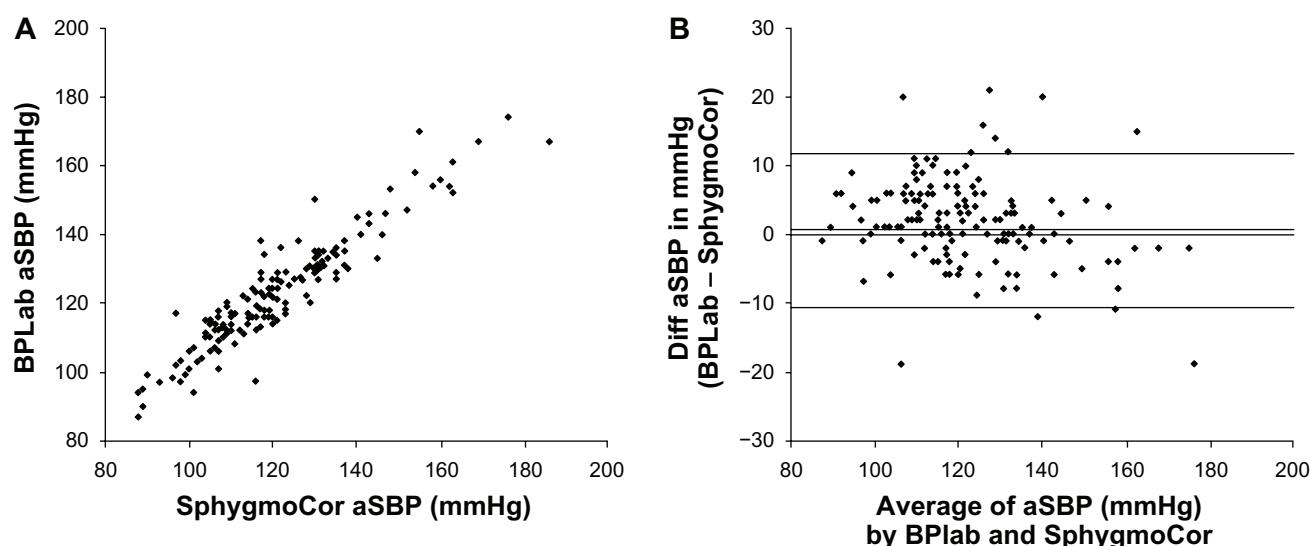 A
BPLab aSBP (mmHg)
200
180
160
140
120
100
80
80 100 120 140 160 180 200
SphygmoCor aSBP (mmHg)
B
Diff aSBP in mmHg
(BPLab – SphygmoCor)
30
20
10
0
−10
−20
−30
80 100 120 140 160 180 200
Average of aSBP (mmHg)
by BPlab and SphygmoCor